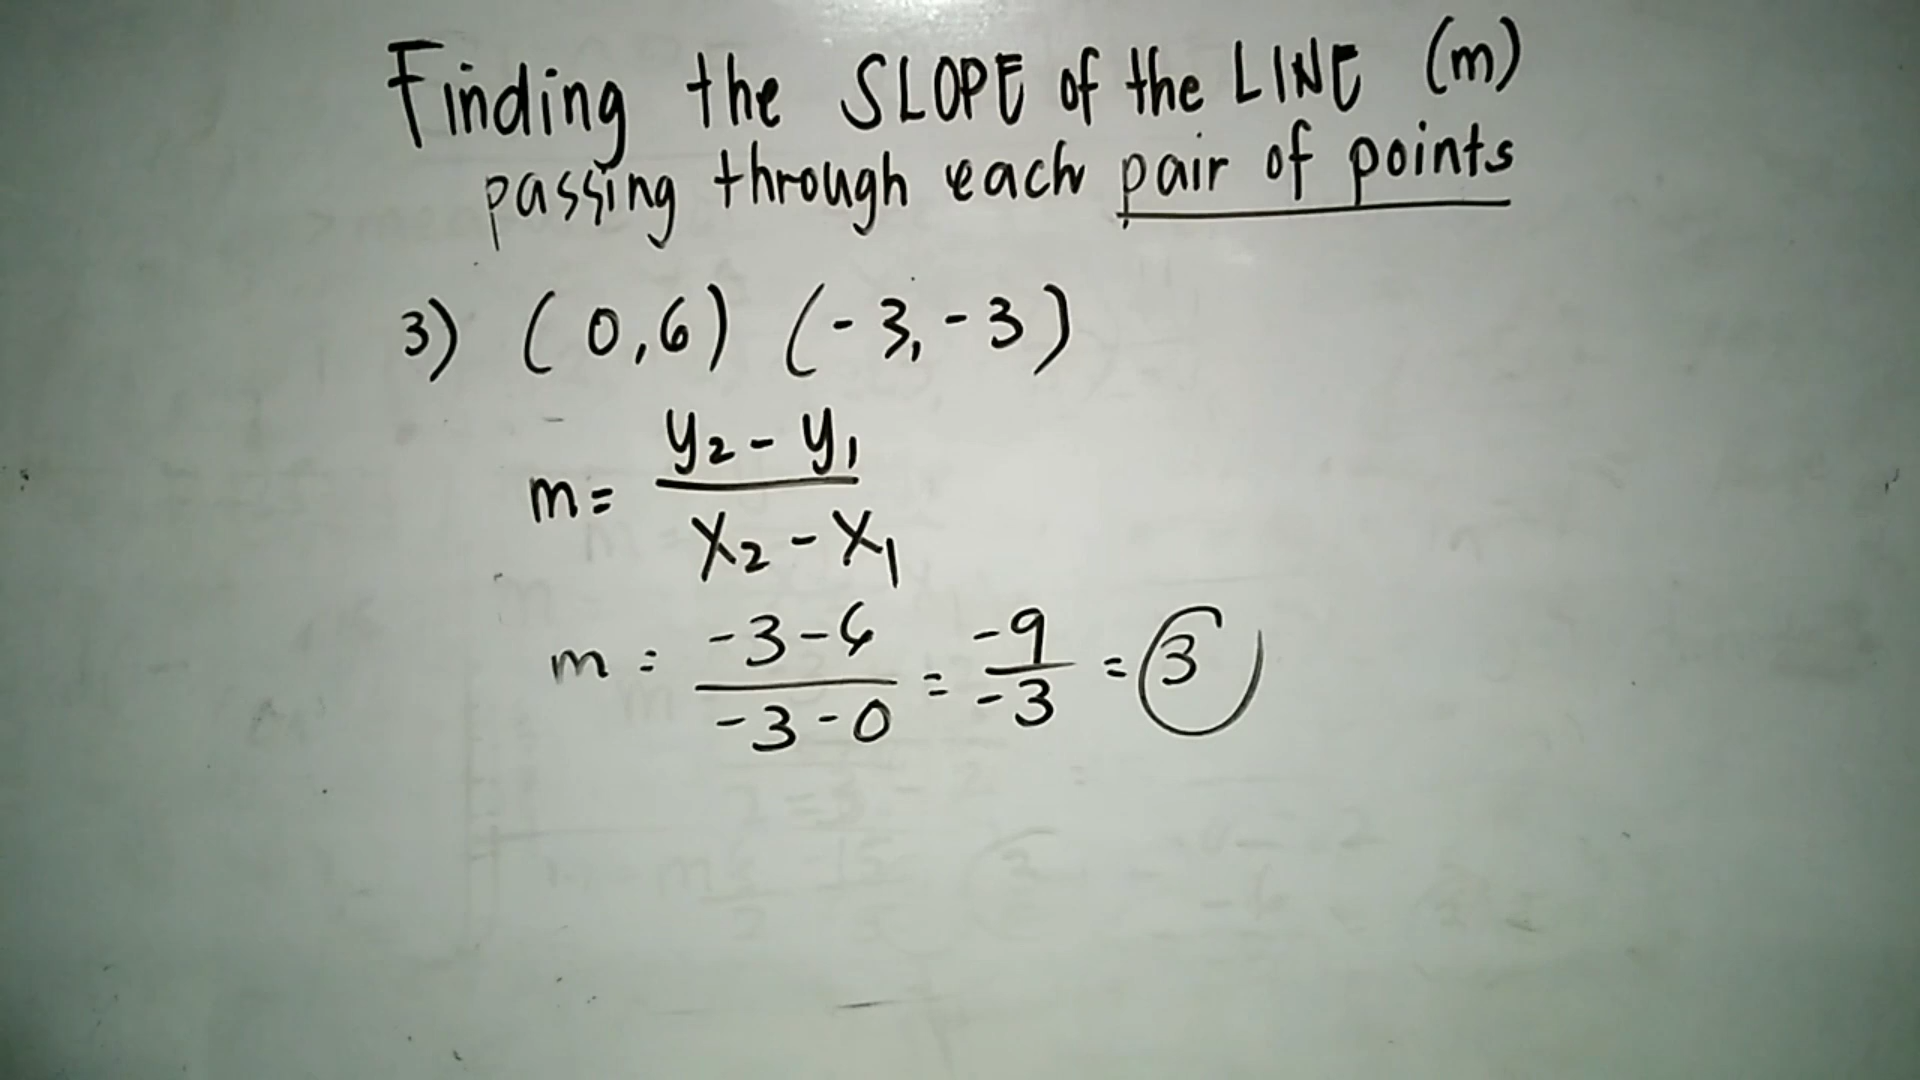 Finding the SLOPE of the LINE (m)
passing through each pair of points
3) (0,6) (-3,-3)
m= y₂-y₁ / x₂-x₁
m = -3-6 / -3-0 = -9 / -3 = 3